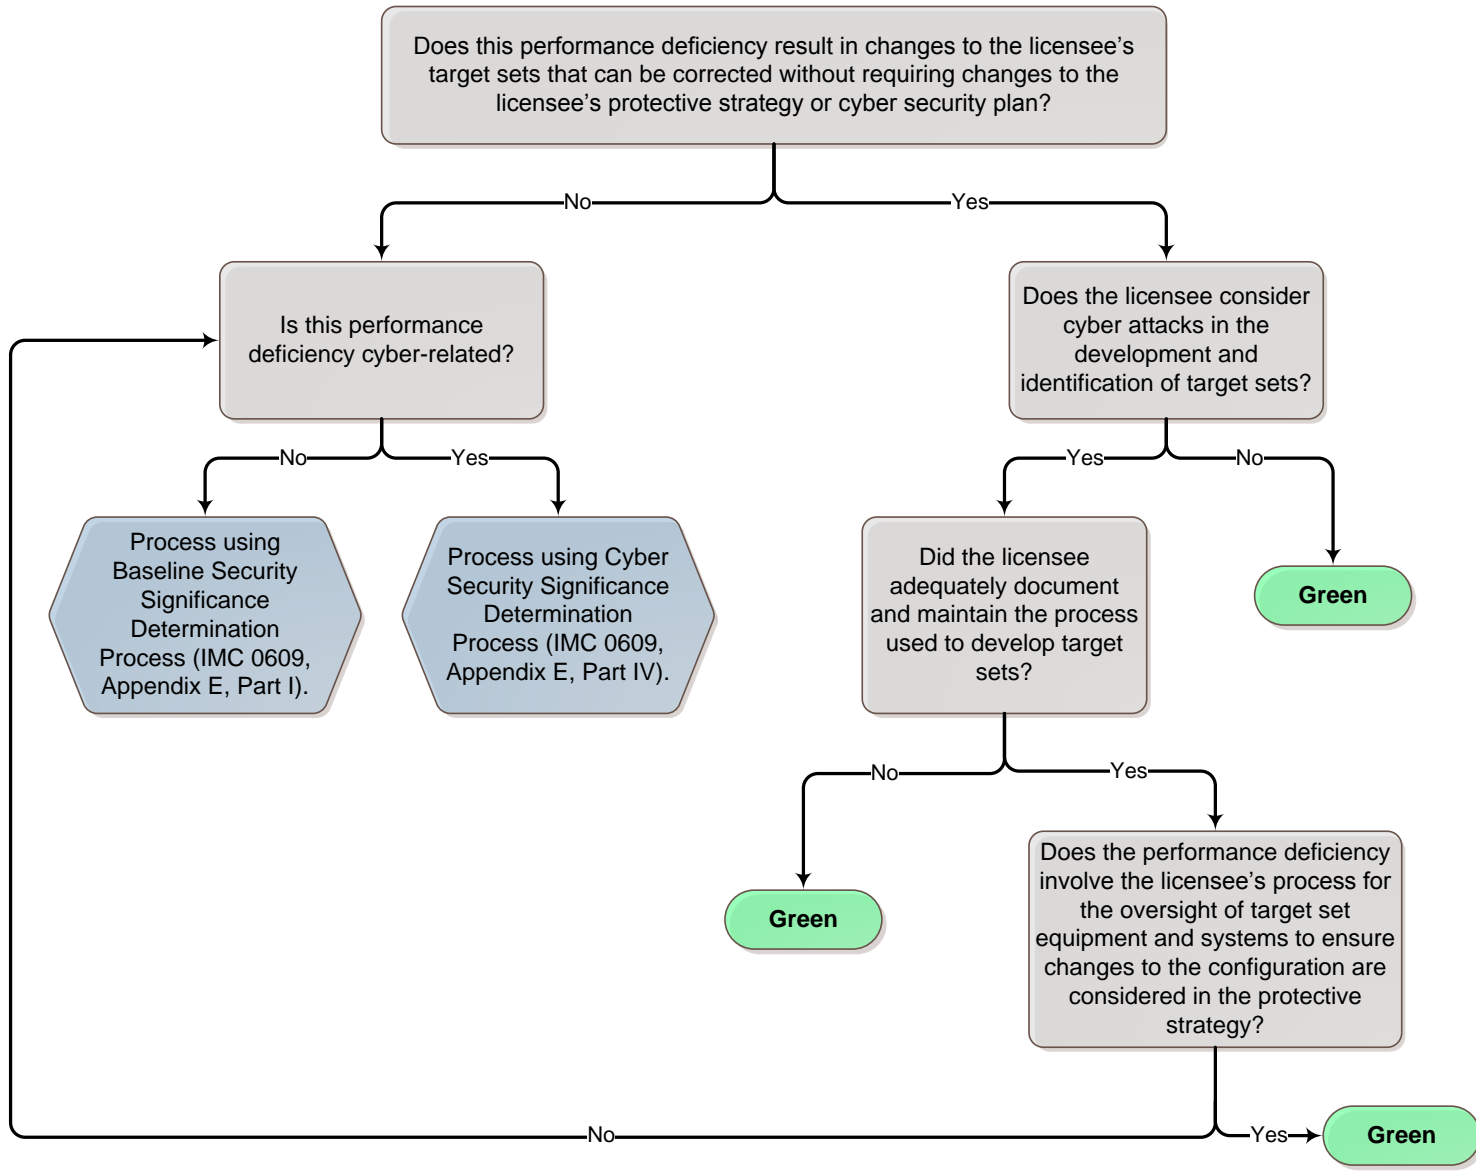 Does this performance deficiency result in changes to the licensee’s
target sets that can be corrected without requiring changes to the
licensee’s protective strategy or cyber security plan?
No
Yes
Is this performance
deficiency cyber-related?
Does the licensee consider
cyber attacks in the
development and
identification of target sets?
No
Yes
Yes
No
Process using
Baseline Security
Significance
Determination
Process (IMC 0609,
Appendix E, Part I).
Process using Cyber
Security Significance
Determination
Process (IMC 0609,
Appendix E, Part IV).
Did the licensee
adequately document
and maintain the process
used to develop target
sets?
Green
No
Yes
Green
Does the performance deficiency
involve the licensee’s process for
the oversight of target set
equipment and systems to ensure
changes to the configuration are
considered in the protective
strategy?
No
Yes
Green